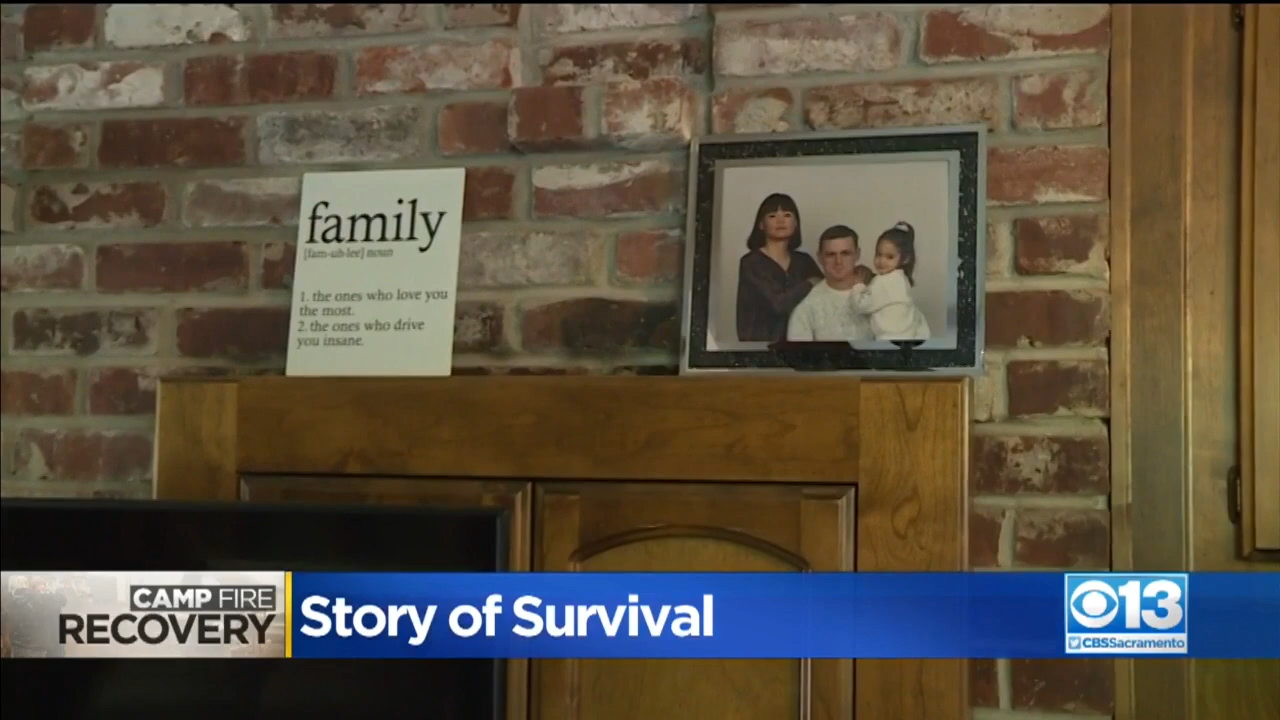 family
[fam-uh-lee] noun
1. the ones who love you
the most.
2. the ones who drive
you insane.
CAMP FIRE
RECOVERY
Story of Survival
13
CBSSacramento